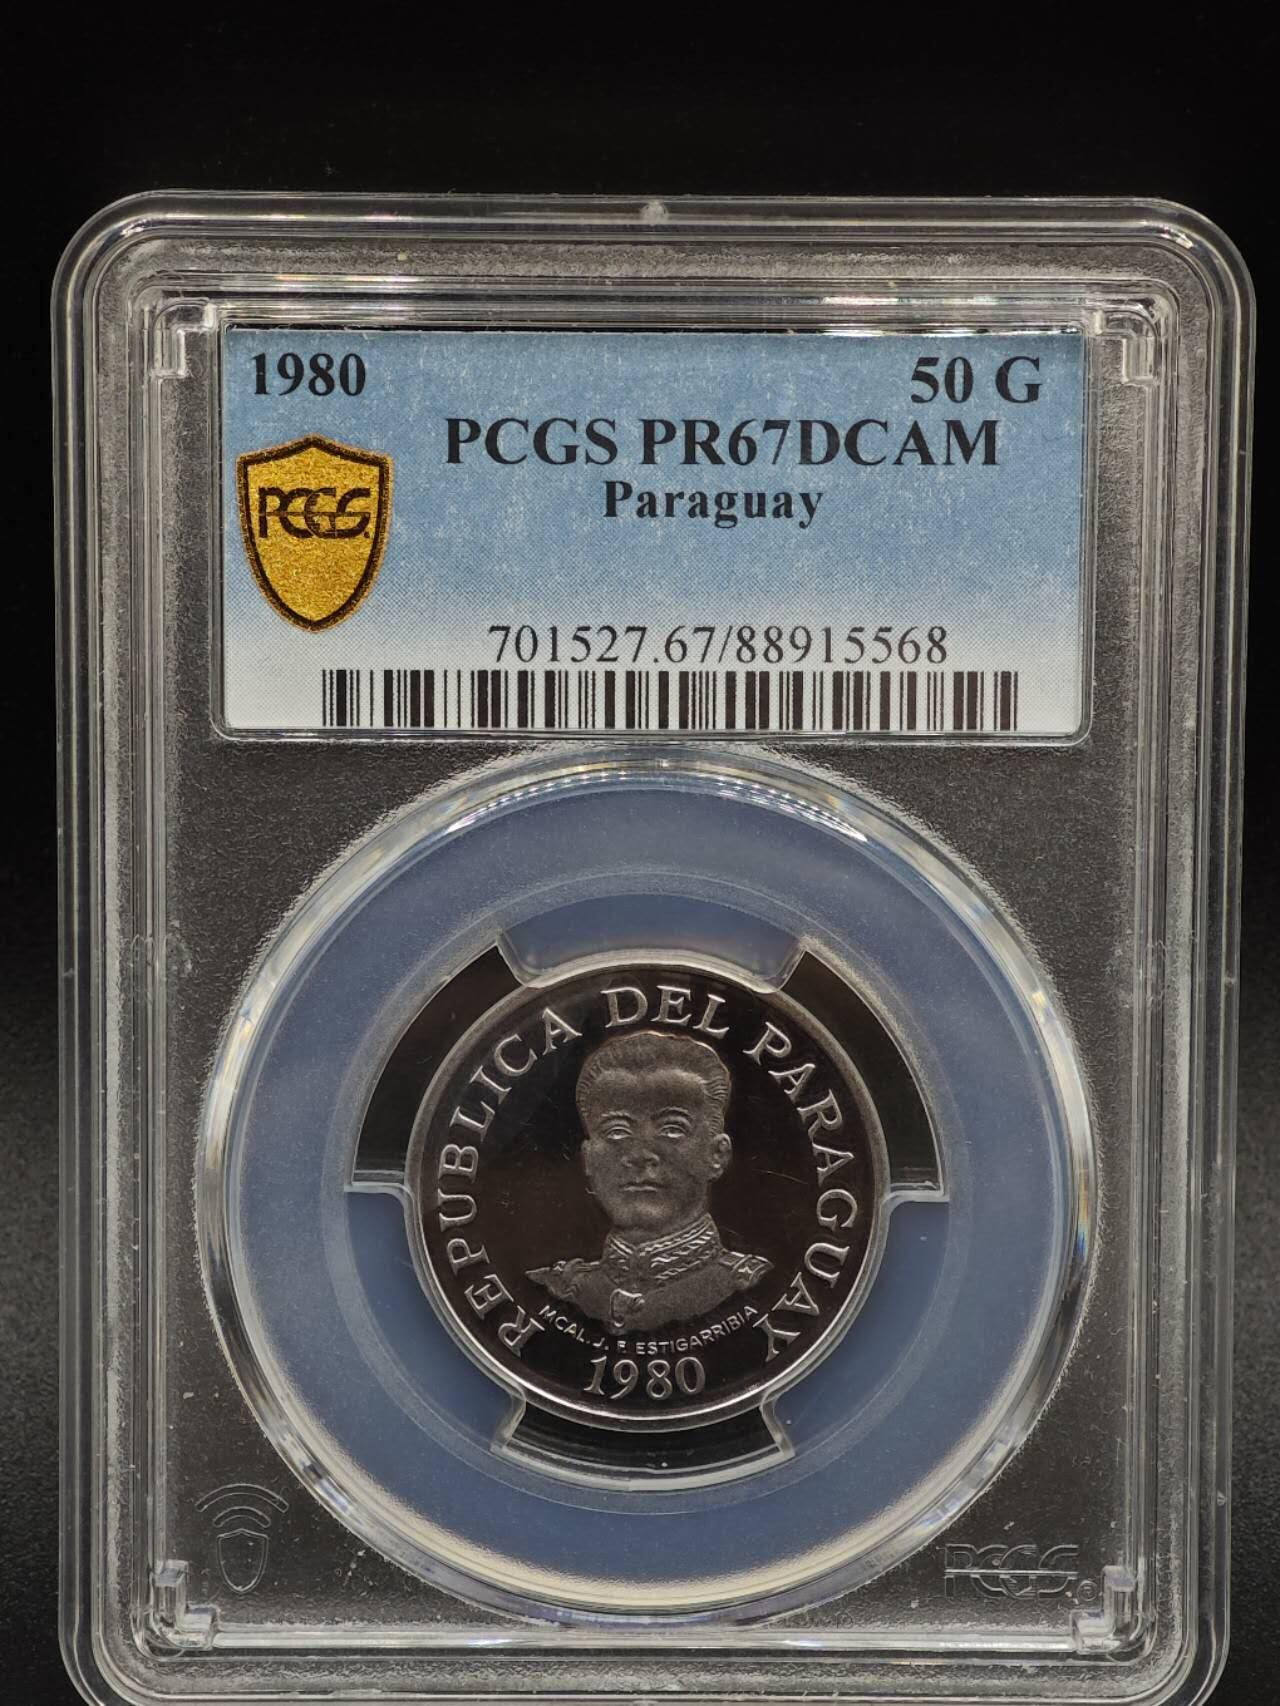 1980 50 G
PCGS PR67DCAM
Paraguay
PCGS
701527.67/88915568
REPUBLICA DEL PARAGUAY
MCAL. J. F. ESTIGARRIBIA
1980
PCGS